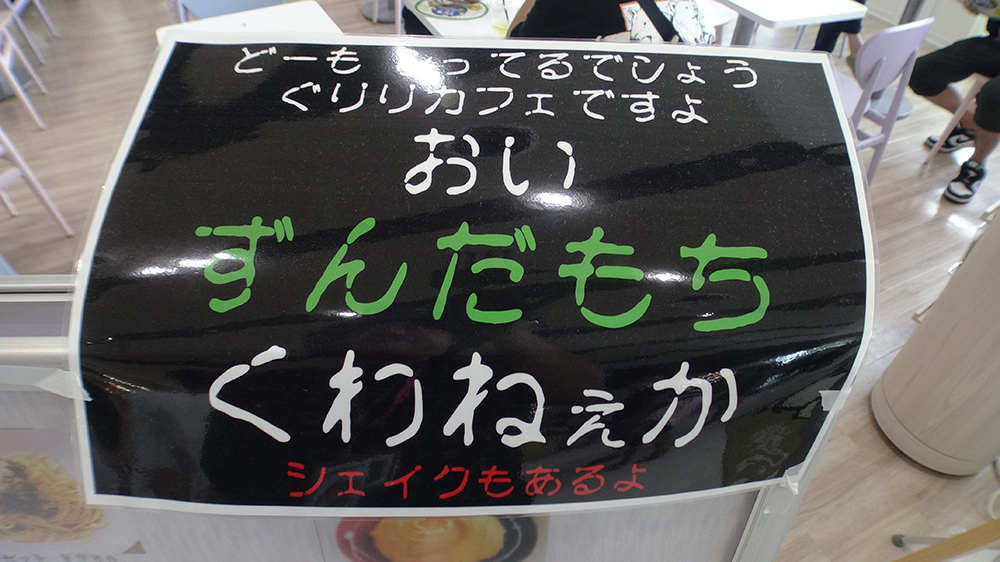 どーも ってるでしょう
ぐりりカフェですよ
おい
ずんだもち
くわねぇか
シェイクもあるよ